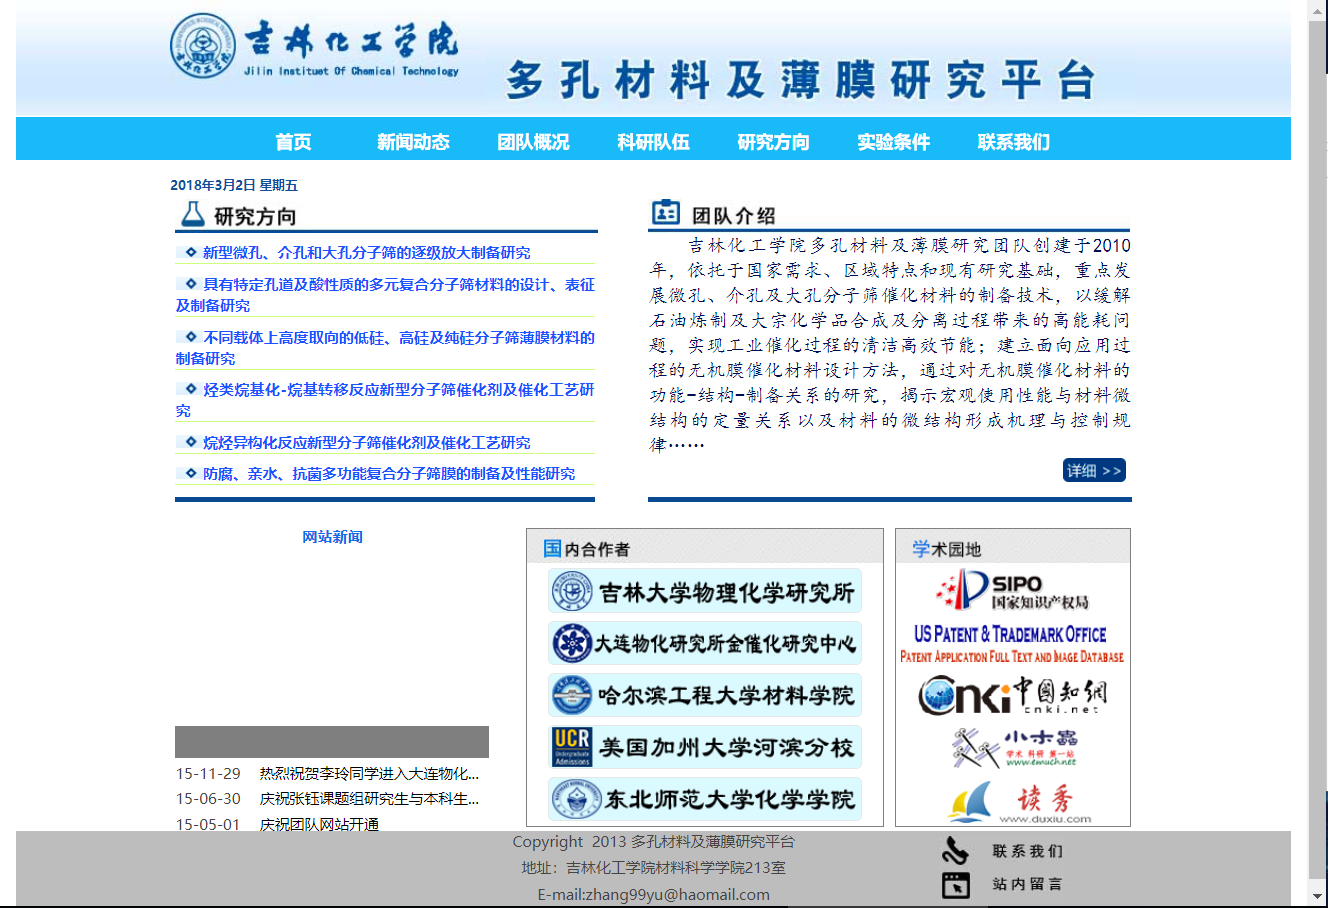 吉林化工学院
Jilin Instituet Of Chemical Technology
多孔材料及薄膜研究平台
首页 新闻动态 团队概况 科研队伍 研究方向 实验条件 联系我们
2018年3月2日 星期五
研究方向
新型微孔、介孔和大孔分子筛的逐级放大制备研究
具有特定孔道及酸性质的多元复合分子筛材料的设计、表征
及制备研究
不同载体上高度取向的低硅、高硅及纯硅分子筛薄膜材料的
制备研究
烃类烷基化-烷基转移反应新型分子筛催化剂及催化工艺研
究
烷烃异构化反应新型分子筛催化剂及催化工艺研究
防腐、亲水、抗菌多功能复合分子筛膜的制备及性能研究
团队介绍
吉林化工学院多孔材料及薄膜研究团队创建于2010
年，依托于国家需求、区域特点和现有研究基础，重点发
展微孔、介孔及大孔分子筛催化材料的制备技术，以缓解
石油炼制及大宗化学品合成及分离过程带来的高能耗问
题，实现工业催化过程的清洁高效节能；建立面向应用过
程的无机膜催化材料设计方法，通过对无机膜催化材料的
功能-结构-制备关系的研究，揭示宏观使用性能与材料微
结构的定量关系以及材料的微结构形成机理与控制规
律……
详细 >>
网站新闻
15-11-29 热烈祝贺李玲同学进入大连物化...
15-06-30 庆祝张钰课题组研究生与本科生...
15-05-01 庆祝团队网站开通
国内合作者
吉林大学物理化学研究所
大连物化研究所金催化研究中心
哈尔滨工程大学材料学院
UCR
Undergraduate
Admissions
美国加州大学河滨分校
东北师范大学化学学院
学术园地
SIPO
国家知识产权局
US PATENT & TRADEMARK OFFICE
PATENT APPLICATION FULL TEXT AND IMAGE DATABASE
CNKI中国知網
cnki.net
小木蟲
学术 科研 第一站
www.emuch.net
读秀
www.duxiu.com
Copyright 2013 多孔材料及薄膜研究平台
地址：吉林化工学院材料科学学院213室
E-mail:zhang99yu@haomail.com
联系我们
站内留言